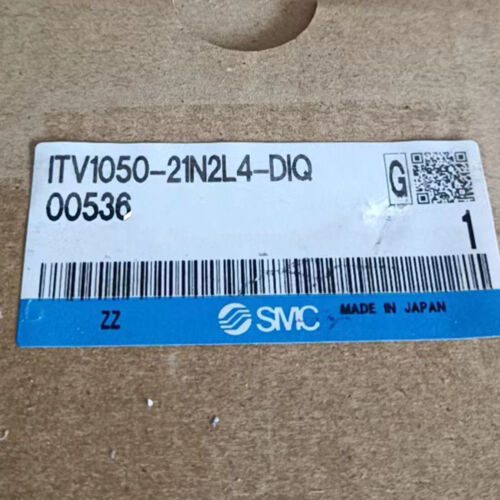 ITV1050-21N2L4-DIQ
G
00536
1
ZZ
SMC
MADE IN JAPAN